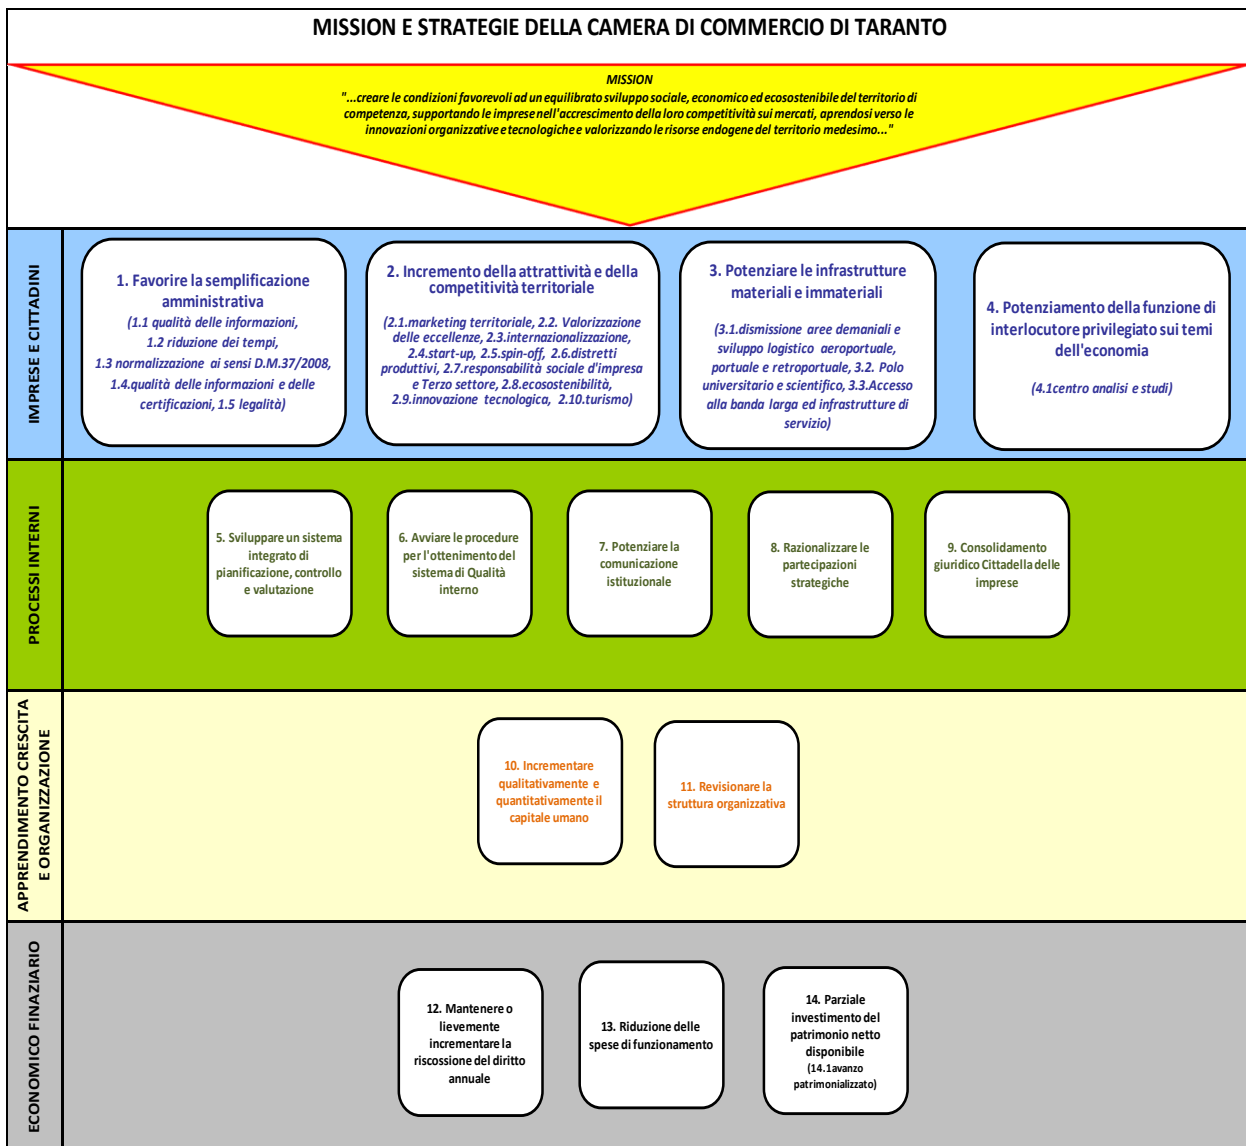 MISSION E STRATEGIE DELLA CAMERA DI COMMERCIO DI TARANTO
MISSION
"...creare le condizioni favorevoli ad un equilibrato sviluppo sociale, economico ed ecosostenibile del territorio di
competenza, supportando le imprese nell'accrescimento della loro competitività sui mercati, aprendosi verso le
innovazioni organizzative e tecnologiche e valorizzando le risorse endogene del territorio medesimo..."
IMPRESE E CITTADINI
1. Favorire la semplificazione
amministrativa
(1.1 qualità delle informazioni,
1.2 riduzione dei tempi,
1.3 normalizzazione ai sensi D.M.37/2008,
1.4.qualità delle informazioni e delle
certificazioni, 1.5 legalità)
2. Incremento della attrattività e della
competitività territoriale
(2.1.marketing territoriale, 2.2. Valorizzazione
delle eccellenze, 2.3.internazionalizzazione,
2.4.start-up, 2.5.spin-off, 2.6.distretti
produttivi, 2.7.responsabilità sociale d'impresa
e Terzo settore, 2.8.ecosostenibilità,
2.9.innovazione tecnologica, 2.10.turismo)
3. Potenziare le infrastrutture
materiali e immateriali
(3.1.dismissione aree demaniali e
sviluppo logistico aeroportuale,
portuale e retroportuale, 3.2. Polo
universitario e scientifico, 3.3.Accesso
alla banda larga ed infrastrutture di
servizio)
4. Potenziamento della funzione di
interlocutore privilegiato sui temi
dell'economia
(4.1centro analisi e studi)
PROCESSI INTERNI
5. Sviluppare un sistema
integrato di
pianificazione, controllo
e valutazione
6. Avviare le procedure
per l'ottenimento del
sistema di Qualità
interno
7. Potenziare la
comunicazione
istituzionale
8. Razionalizzare le
partecipazioni
strategiche
9. Consolidamento
giuridico Cittadella delle
imprese
APPRENDIMENTO CRESCITA
E ORGANIZZAZIONE
10. Incrementare
qualitativamente e
quantitativamente il
capitale umano
11. Revisionare la
struttura organizzativa
ECONOMICO FINAZIARIO
12. Mantenere o
lievemente
incrementare la
riscossione del diritto
annuale
13. Riduzione delle
spese di funzionamento
14. Parziale
investimento del
patrimonio netto
disponibile
(14.1avanzo
patrimonializzato)